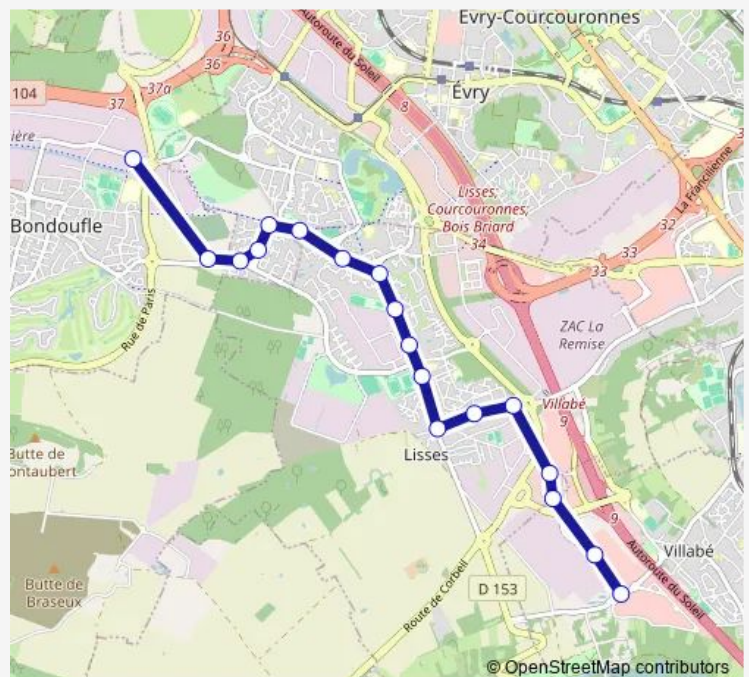 Evry-Courcouronnes
Autoroute du Soleil
36
36
37a
37
104
8
Évry
ière
Lisses;
Courcouronnes;
Bois Briard
34
La Francilienne
32
33
33
Bondoufle
Rue de Paris
ZAC La
Remise
Villabé
9
Lisses
Butte de
ontaubert
9
Villabé
Autoroute du Soleil
Butte de
Braseux
Route de Corbeil
D 153
© OpenStreetMap contributors